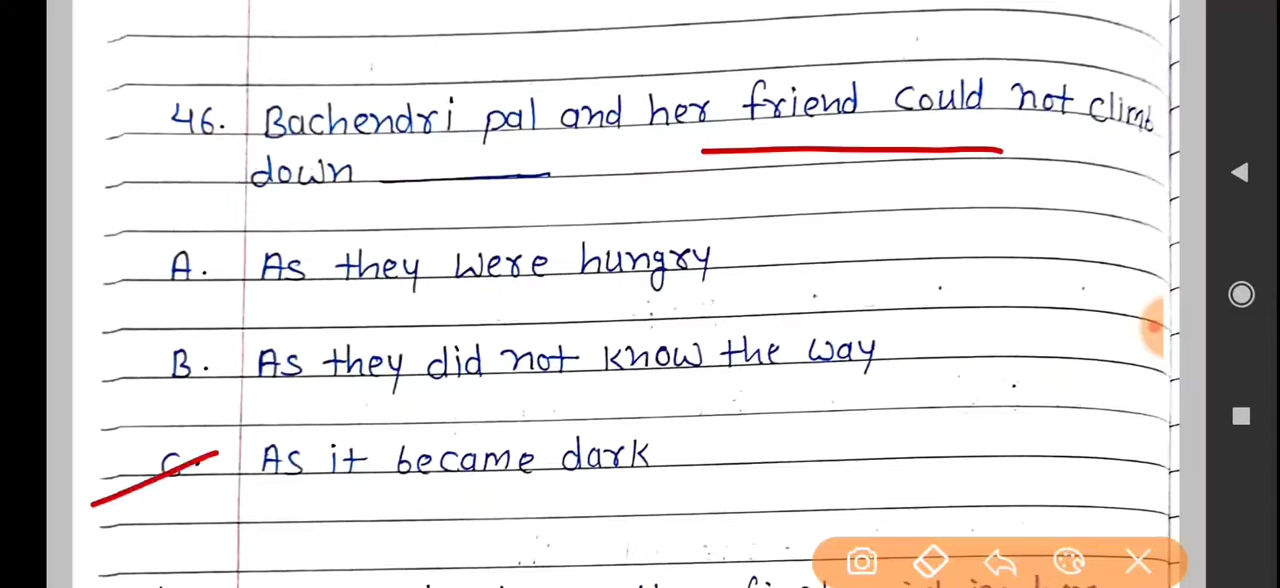 46. Bachendri pal and her friend could not climb
down
A. As they were hungry
B. As they did not know the way
C. As it became dark